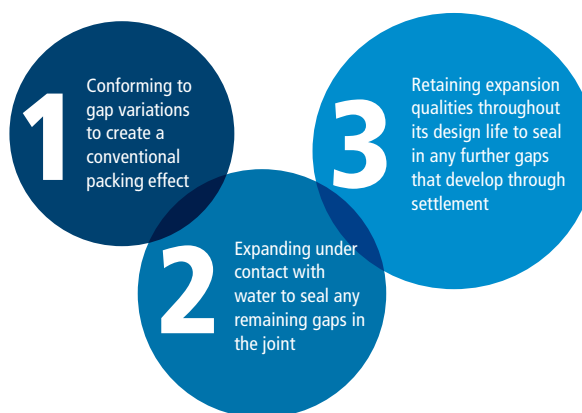 1
Conforming to
gap variations
to create a
conventional
packing effect
2
Expanding under
contact with
water to seal any
remaining gaps in
the joint
3
Retaining expansion
qualities throughout
its design life to seal
in any further gaps
that develop through
settlement